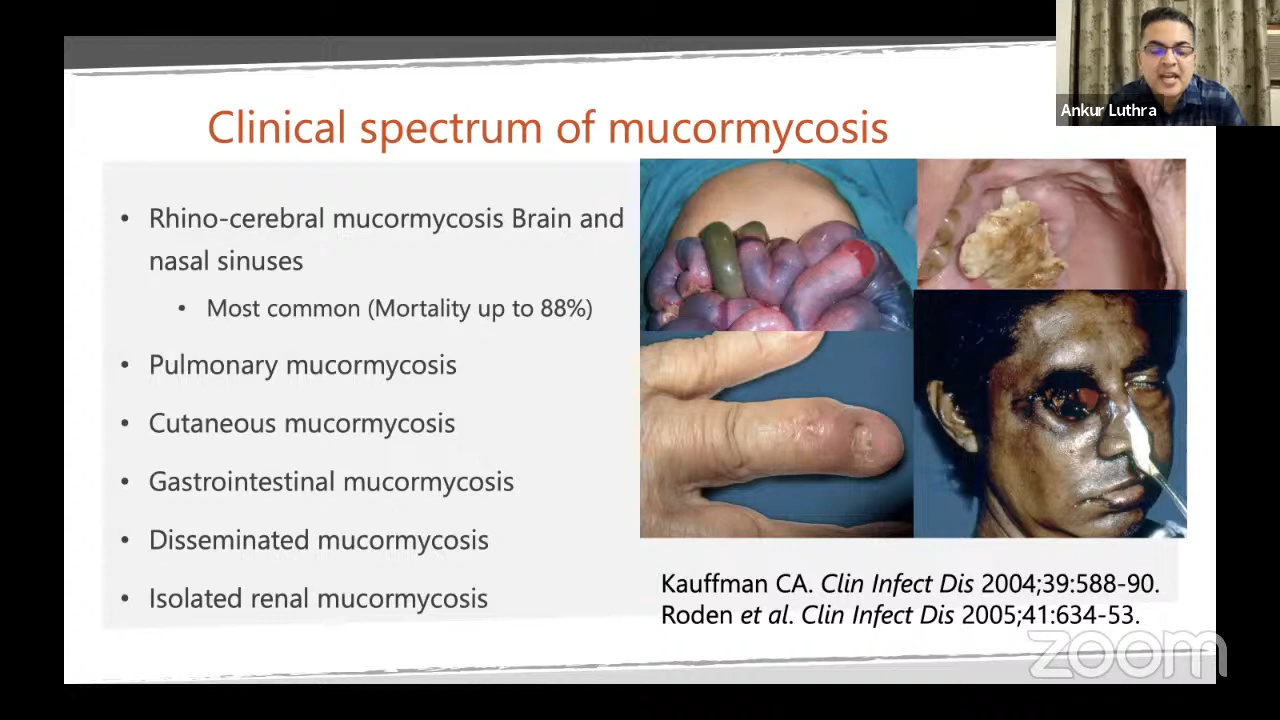 Ankur Luthra
Clinical spectrum of mucormycosis
• Rhino-cerebral mucormycosis Brain and
nasal sinuses
• Most common (Mortality up to 88%)
• Pulmonary mucormycosis
• Cutaneous mucormycosis
• Gastrointestinal mucormycosis
• Disseminated mucormycosis
• Isolated renal mucormycosis
Kauffman CA. Clin Infect Dis 2004;39:588-90.
Roden et al. Clin Infect Dis 2005;41:634-53.
zoom